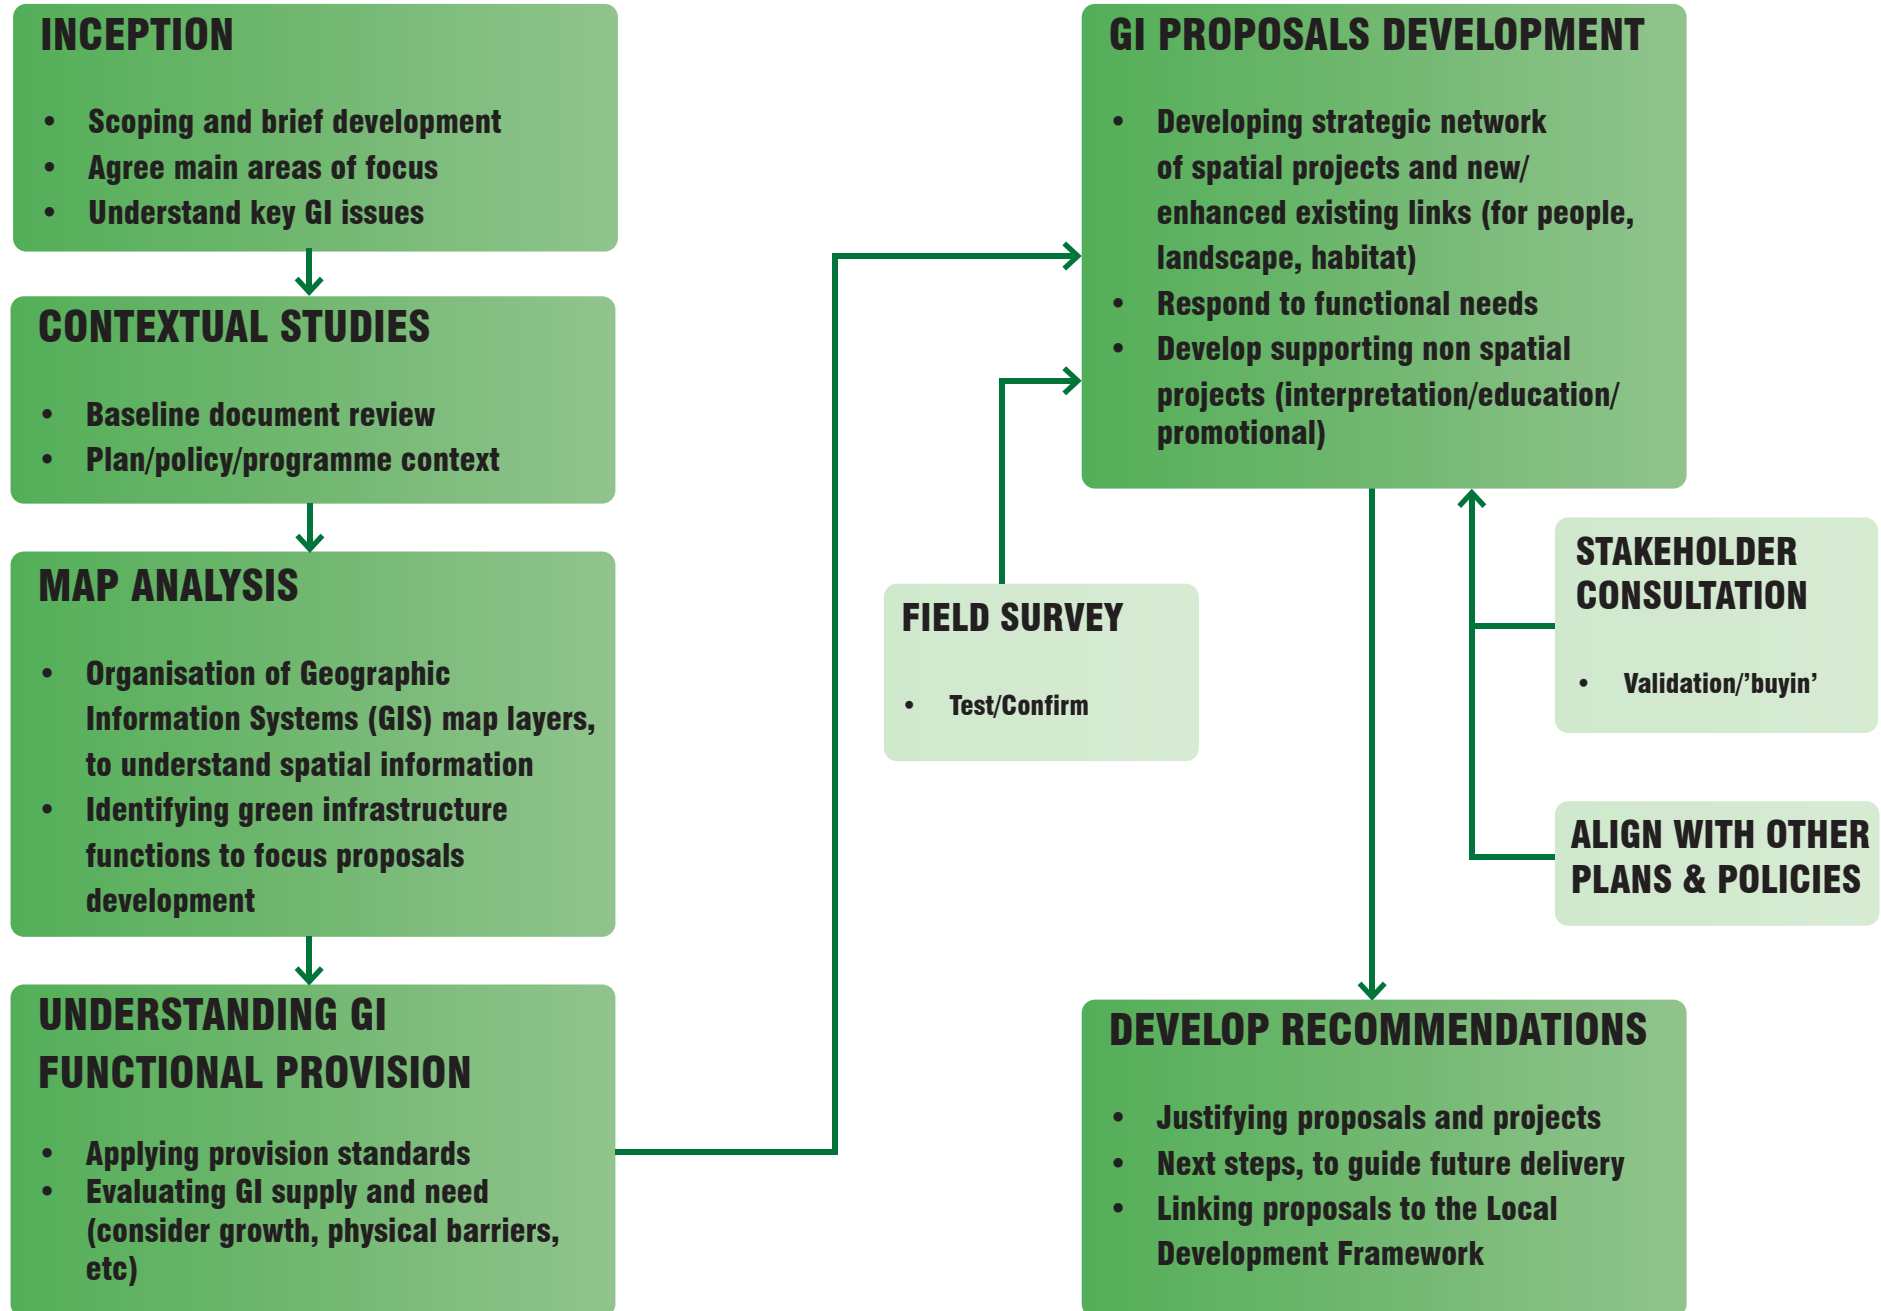 INCEPTION
• Scoping and brief development
• Agree main areas of focus
• Understand key GI issues
CONTEXTUAL STUDIES
• Baseline document review
• Plan/policy/programme context
MAP ANALYSIS
• Organisation of Geographic
Information Systems (GIS) map layers,
to understand spatial information
• Identifying green infrastructure
functions to focus proposals
development
UNDERSTANDING GI
FUNCTIONAL PROVISION
• Applying provision standards
• Evaluating GI supply and need
(consider growth, physical barriers,
etc)
GI PROPOSALS DEVELOPMENT
• Developing strategic network
of spatial projects and new/
enhanced existing links (for people,
landscape, habitat)
• Respond to functional needs
• Develop supporting non spatial
projects (interpretation/education/
promotional)
FIELD SURVEY
• Test/Confirm
STAKEHOLDER
CONSULTATION
• Validation/’buyin’
ALIGN WITH OTHER
PLANS & POLICIES
DEVELOP RECOMMENDATIONS
• Justifying proposals and projects
• Next steps, to guide future delivery
• Linking proposals to the Local
Development Framework